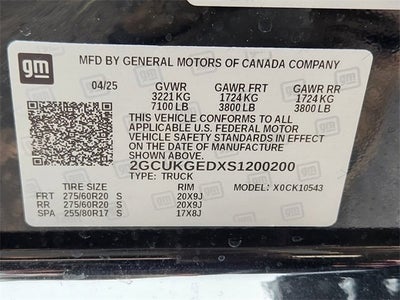 gm MFD BY GENERAL MOTORS OF CANADA COMPANY
04/25 GVWR GAWR FRT GAWR RR
3221 KG 1724 KG 1724 KG
7100 LB 3800 LB 3800 LB
THIS VEHICLE CONFORMS TO ALL
APPLICABLE U.S. FEDERAL MOTOR
VEHICLE SAFETY STANDARDS IN EFFECT
ON THE DATE OF MANUFACTURE SHOWN ABOVE.
2GCUKGEDXS1200200
TYPE: TRUCK
TIRE SIZE RIM MODEL: X0CK10543
FRT 275/60R20 S 20X9J
RR 275/60R20 S 20X9J
SPA 255/80R17 S 17X8J